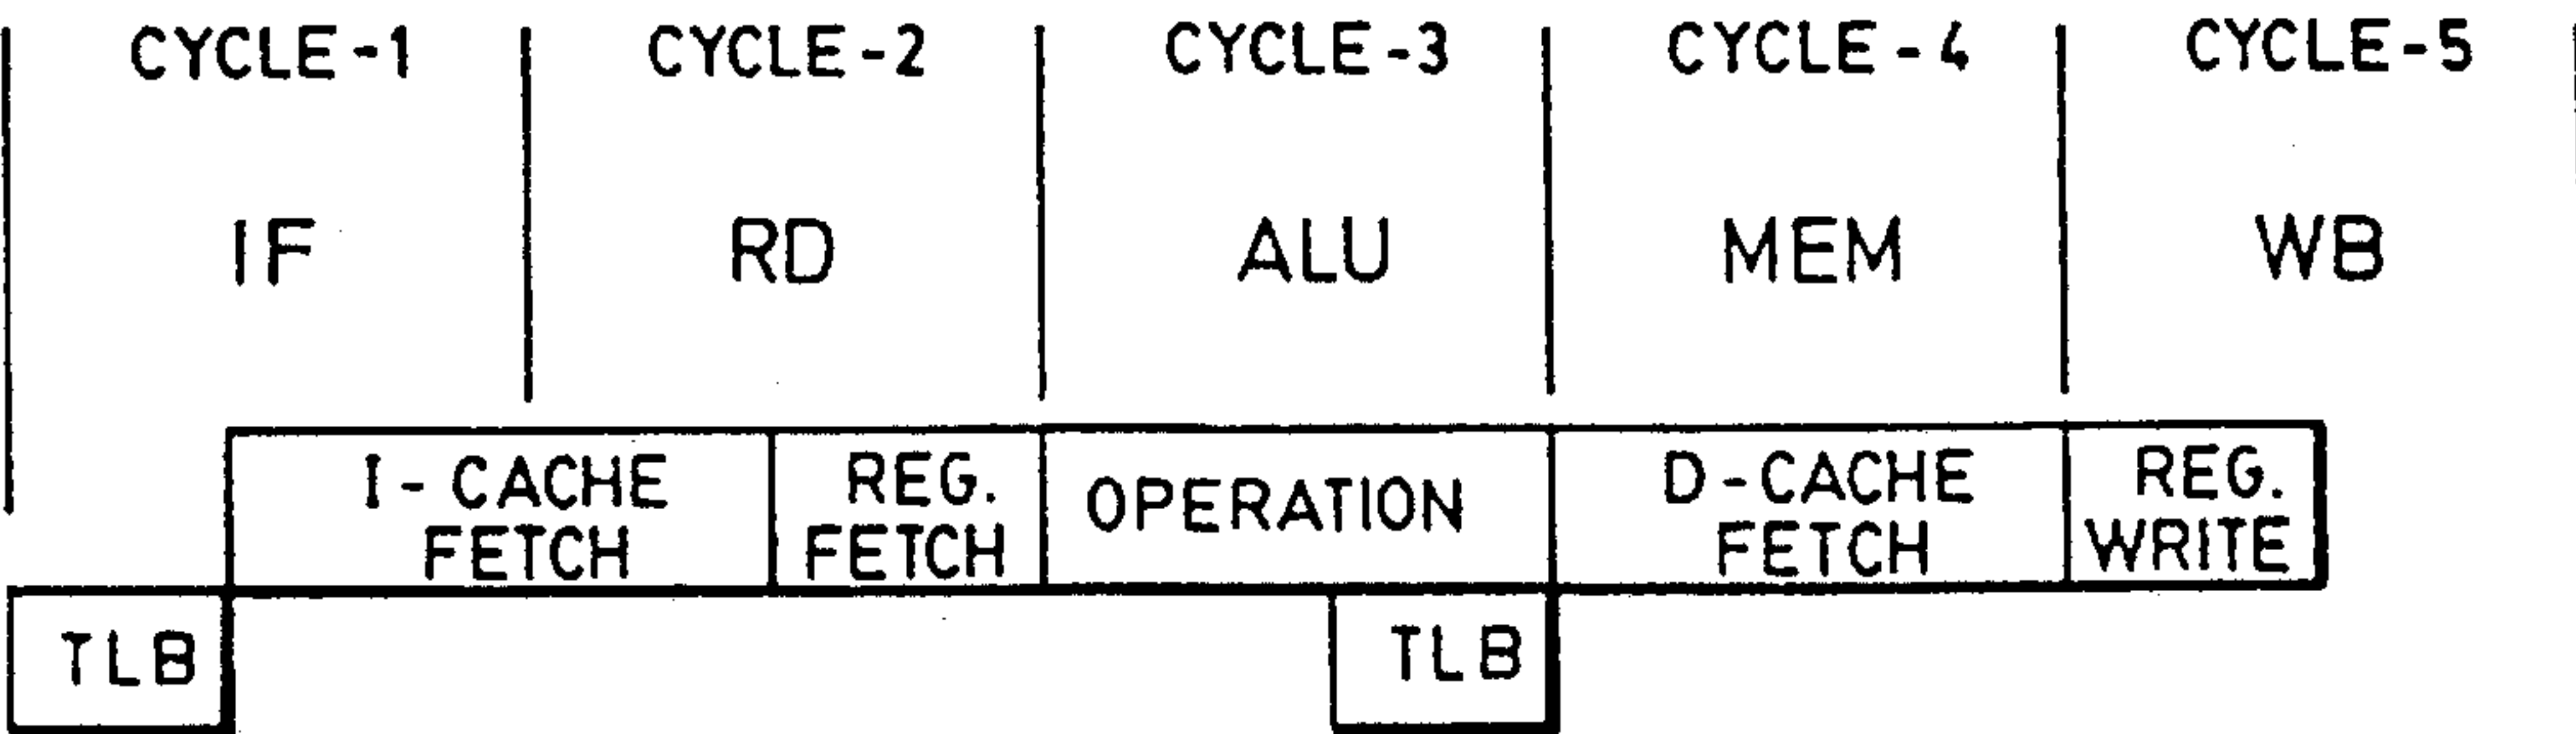 CYCLE-1 CYCLE-2 CYCLE-3 CYCLE-4 CYCLE-5
IF RD ALU MEM WB
I-CACHE FETCH
REG. FETCH
OPERATION
D-CACHE FETCH
REG. WRITE
TLB TLB